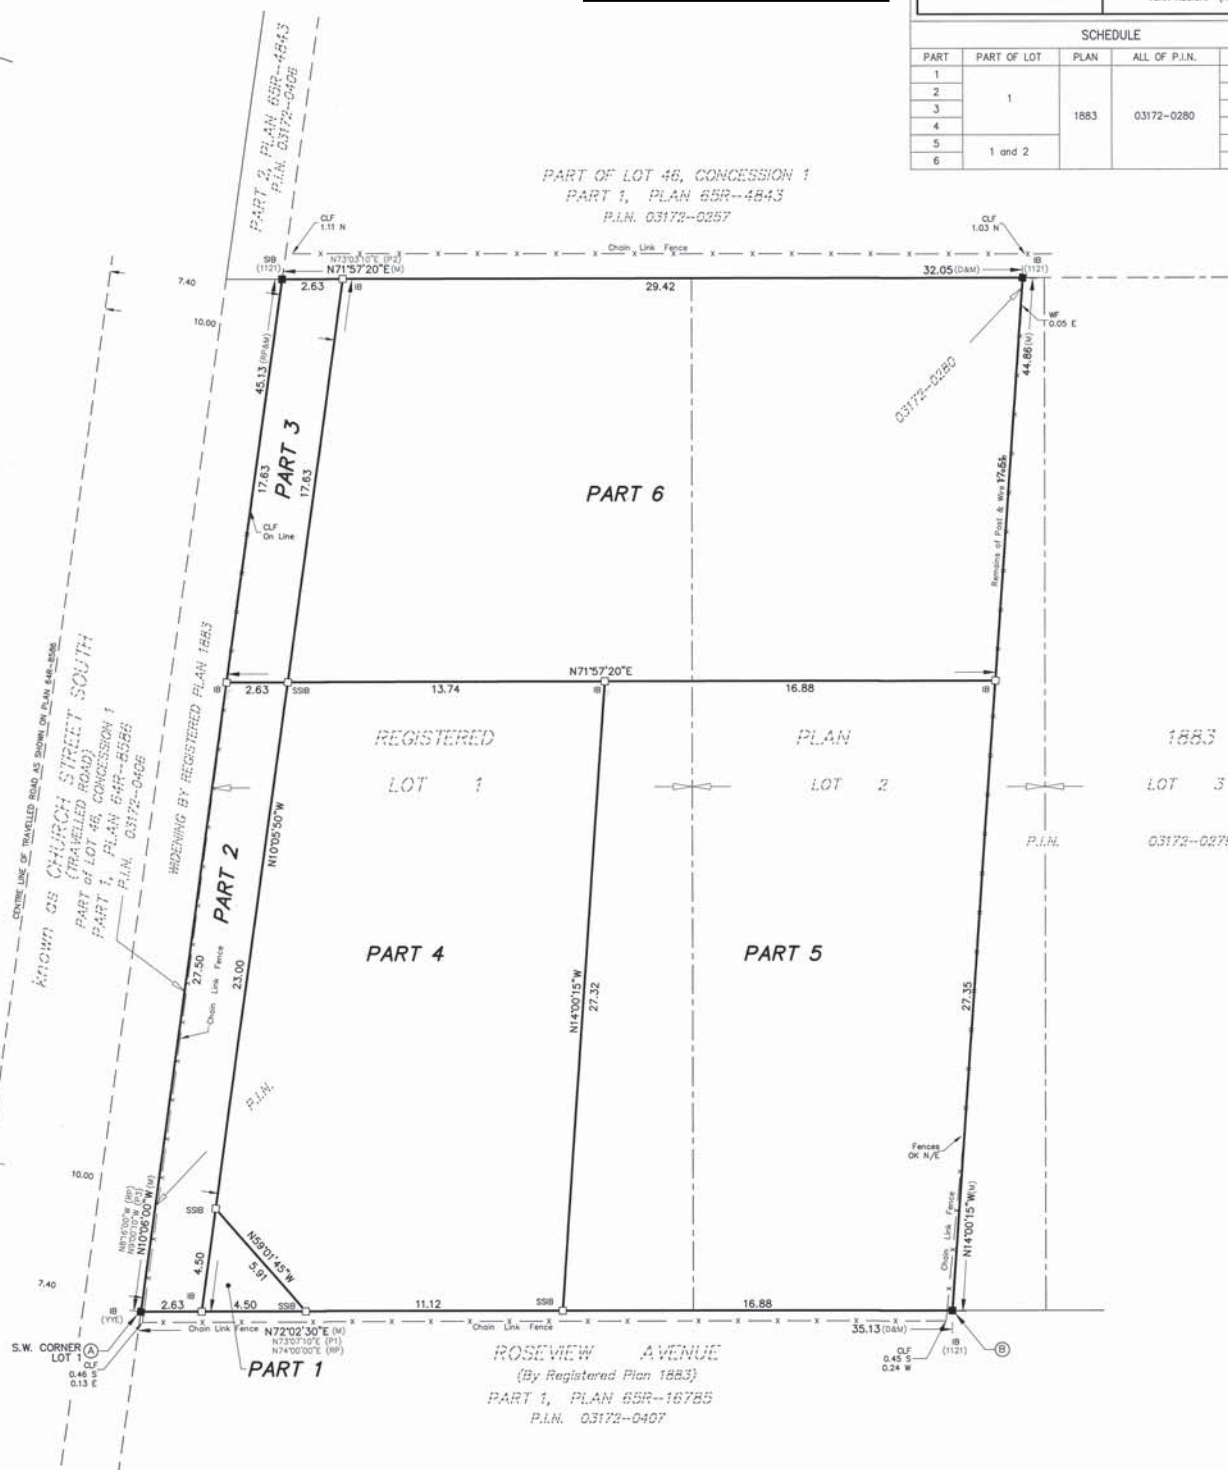 SCHEDULE
PART PART OF LOT PLAN ALL OF P.I.N.
1
2
3
4
5
6
1
1 and 2
1883
03172-0280
PART 2, PLAN 65R-4843
P.I.N. 03172-0406
PART OF LOT 46, CONCESSION 1
PART 1, PLAN 65R-4843
P.I.N. 03172-0257
CLF
1.11 N
CLF
1.03 N
Chain Link Fence
SIB
(1121)
N73°03'10"E (P2)
N71°57'20"E(M)
32.05 (D&M)
IB
(1121)
7.40
2.63
IB
29.42
10.00
WF
0.05 E
45.13 (RP&M)
44.86 (M)
03172-0280
PART 3
17.63
17.63
PART 6
CLF
On Line
Remains of Post & Wire
N71°57'20"E
IB
2.63
SSIB
13.74
IB
16.88
IB
CENTRE LINE OF TRAVELLED ROAD AS SHOWN ON PLAN 64R-8586
known as CHURCH STREET SOUTH
(TRAVELLED ROAD)
PART of LOT 46, CONCESSION 1
PART 1, PLAN 64R-8586
P.I.N. 03172-0406
WIDENING BY REGISTERED PLAN 1883
REGISTERED PLAN 1883
LOT 1 LOT 2 LOT 3
P.I.N.
N10°05'50"W
PART 2
PART 4
PART 5
27.50
Chain Link Fence
23.00
N14°00'15"W
27.32
27.35
P.I.N.
Fences
OK N/E
10.00
N8°16'00"W (RP)
N9°00'10"W (P3)
N10°06'00"W (M)
SSIB
N59°01'45"W
5.91
4.50
Chain Link Fence
N14°00'15"W(M)
7.40
IB
(YYE)
2.63
IB
4.50
SSIB
11.12
SSIB
16.88
S.W. CORNER A
LOT 1
CLF
0.46 S
0.13 E
Chain Link Fence
N72°02'30"E (M)
N73°07'10"E (P1)
N74°00'00"E (RP)
Chain Link Fence
35.13 (D&M)
CLF
0.45 S
0.24 W
IB
(1121)
B
PART 1
ROSEVIEW AVENUE
(By Registered Plan 1883)
PART 1, PLAN 65R-16785
P.I.N. 03172-0407